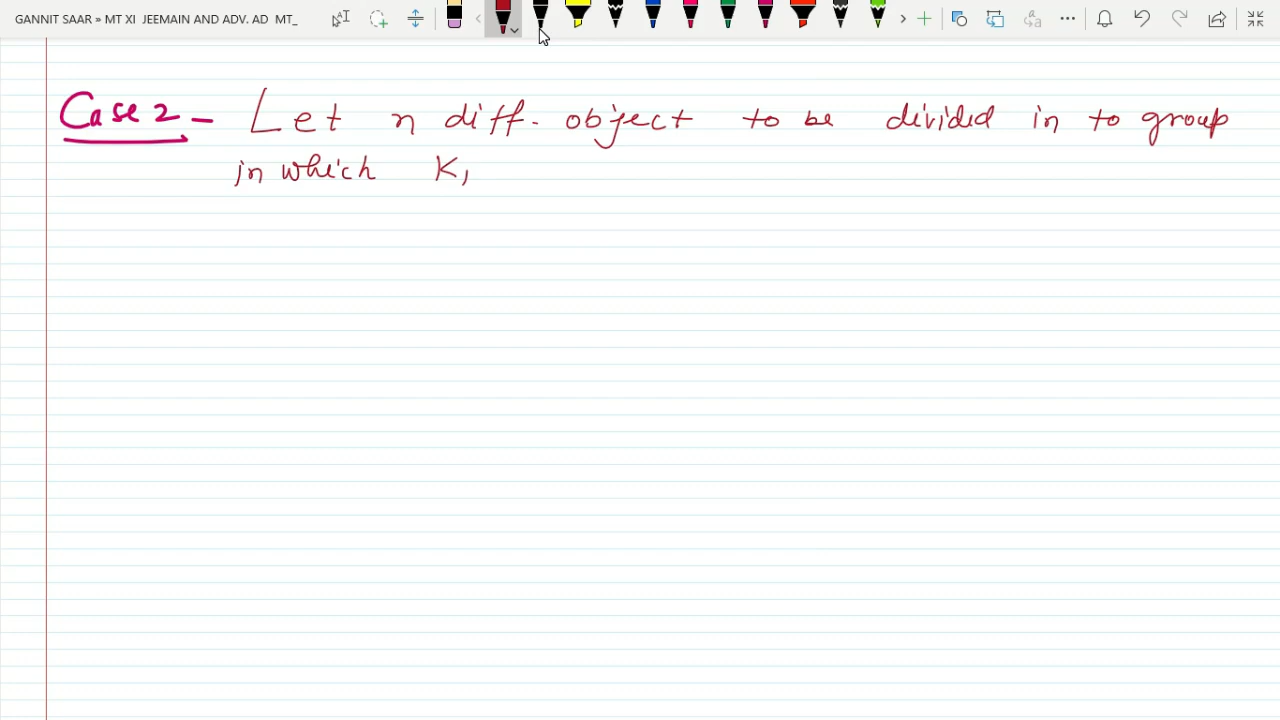 GANNIT SAAR » MT XI JEEMAIN AND ADV. AD MT_
Case 2 - Let n diff. object to be divided in to group
in which K,